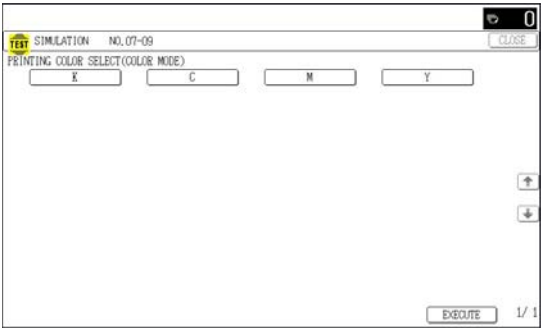 0
TEST SIMULATION NO.07-09 CLOSE
PRINTING COLOR SELECT(COLOR MODE)
K C M Y
EXECUTE 1/ 1